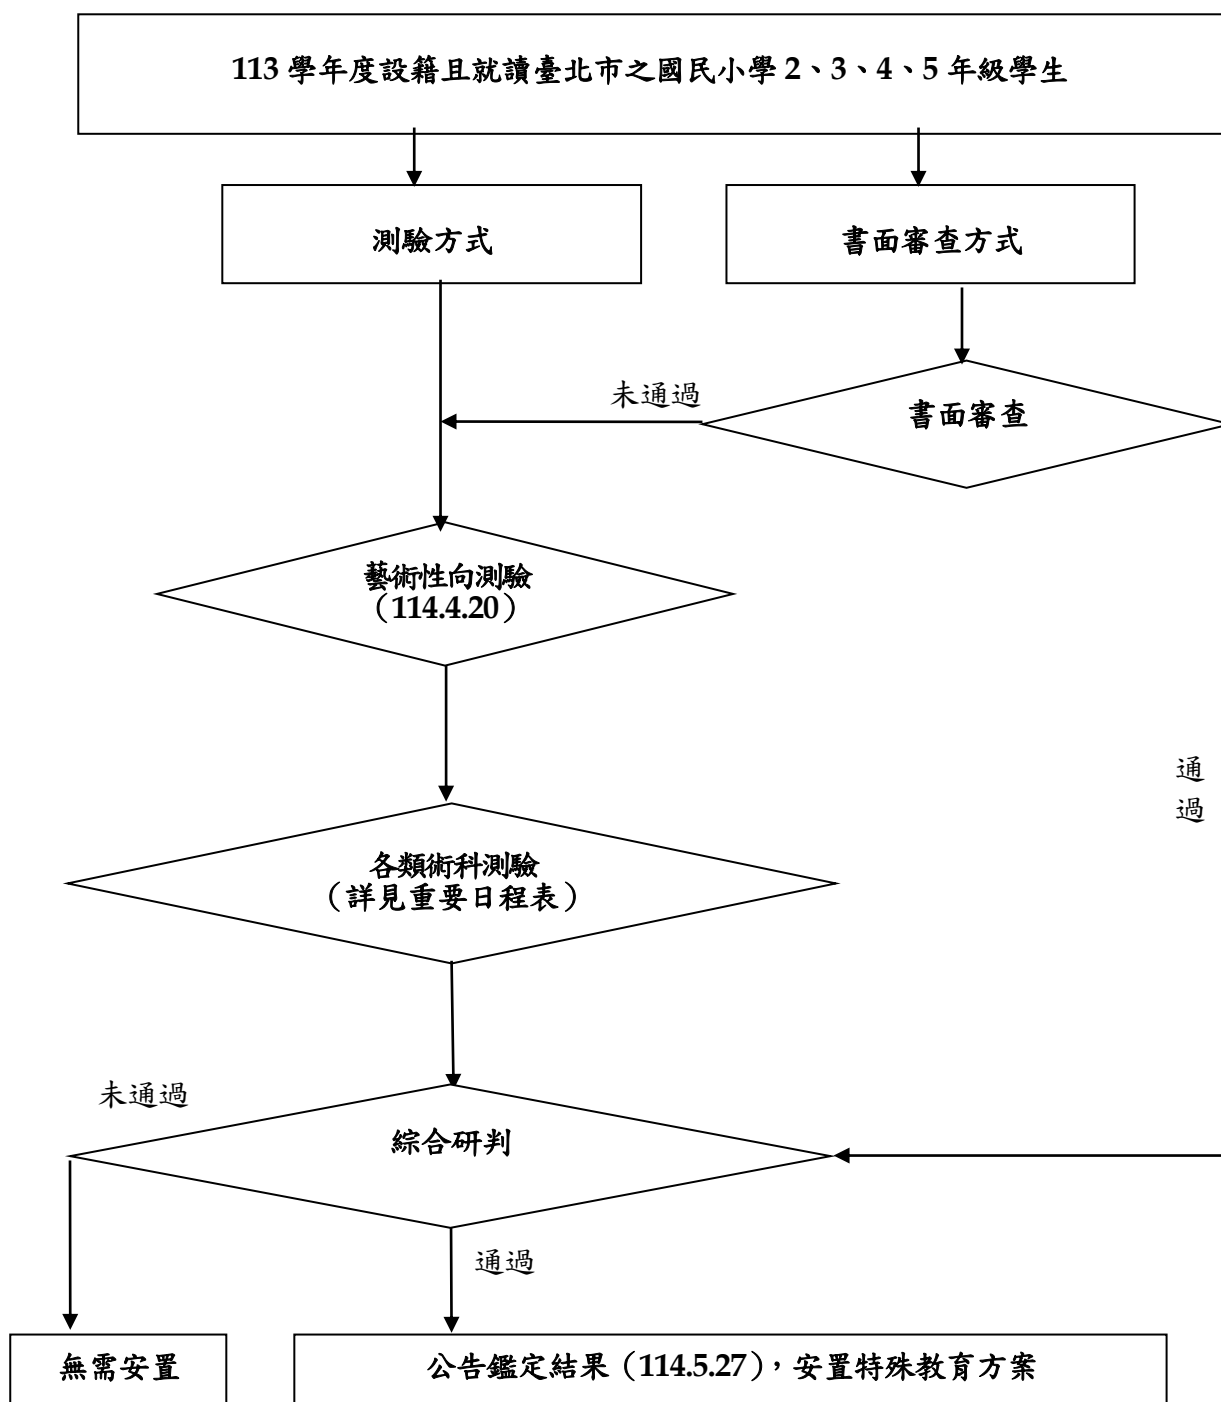 113 學年度設籍且就讀臺北市之國民小學 2、3、4、5 年級學生
測驗方式
書面審查方式
未通過
書面審查
藝術性向測驗
（114.4.20）
通
過
各類術科測驗
（詳見重要日程表）
未通過
綜合研判
通過
無需安置
公告鑑定結果（114.5.27），安置特殊教育方案